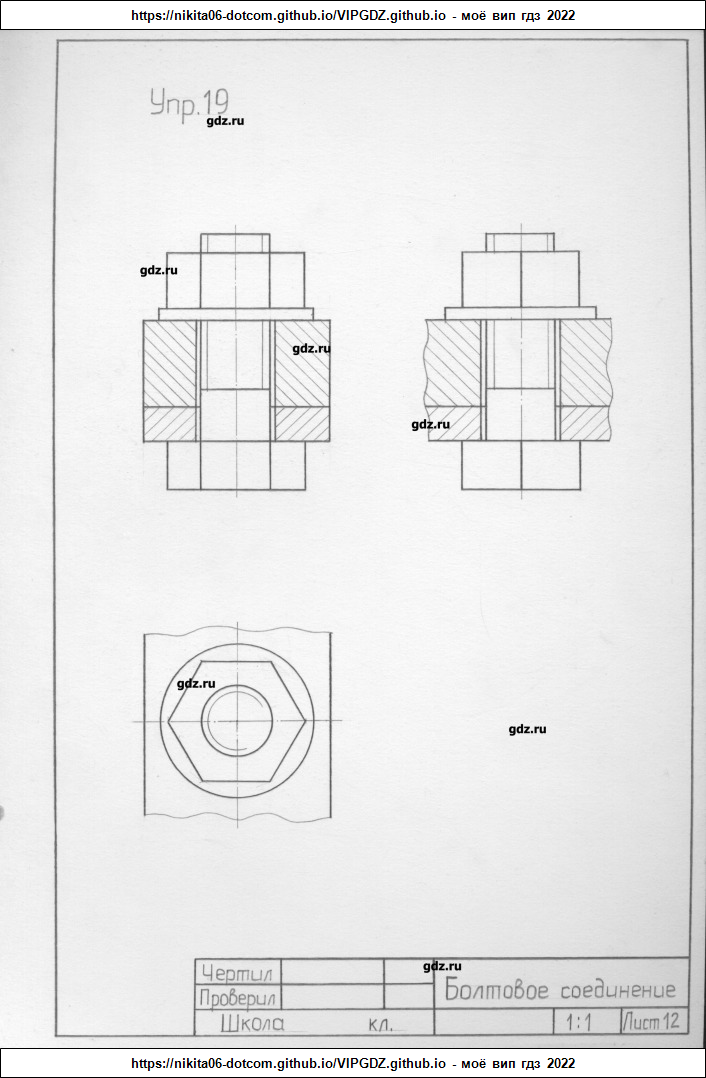 https://nikita06-dotcom.github.io/VIPGDZ.github.io - моё вип гдз 2022
Упр.19
gdz.ru
gdz.ru
gdz.ru
gdz.ru
gdz.ru
gdz.ru
gdz.ru
Чертил
Проверил
Болтовое соединение
Школа кл.
1:1
Лист 12
https://nikita06-dotcom.github.io/VIPGDZ.github.io - моё вип гдз 2022